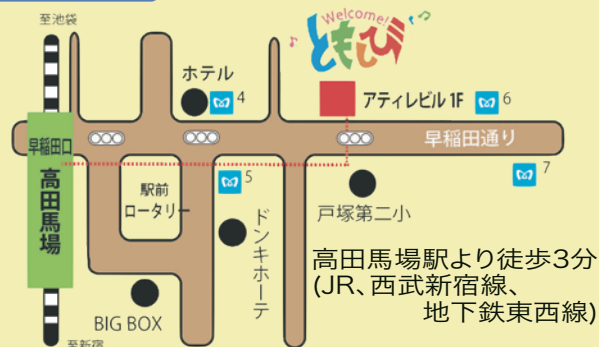 至池袋
Welcome!
ともしび
ホテル
4
アティレビル 1F
6
早稲田口
早稲田通り
高田馬場
7
駅前
ロータリー
5
戸塚第二小
ドンキホーテ
高田馬場駅より徒歩3分
(JR、西武新宿線、
地下鉄東西線)
BIG BOX
至新宿